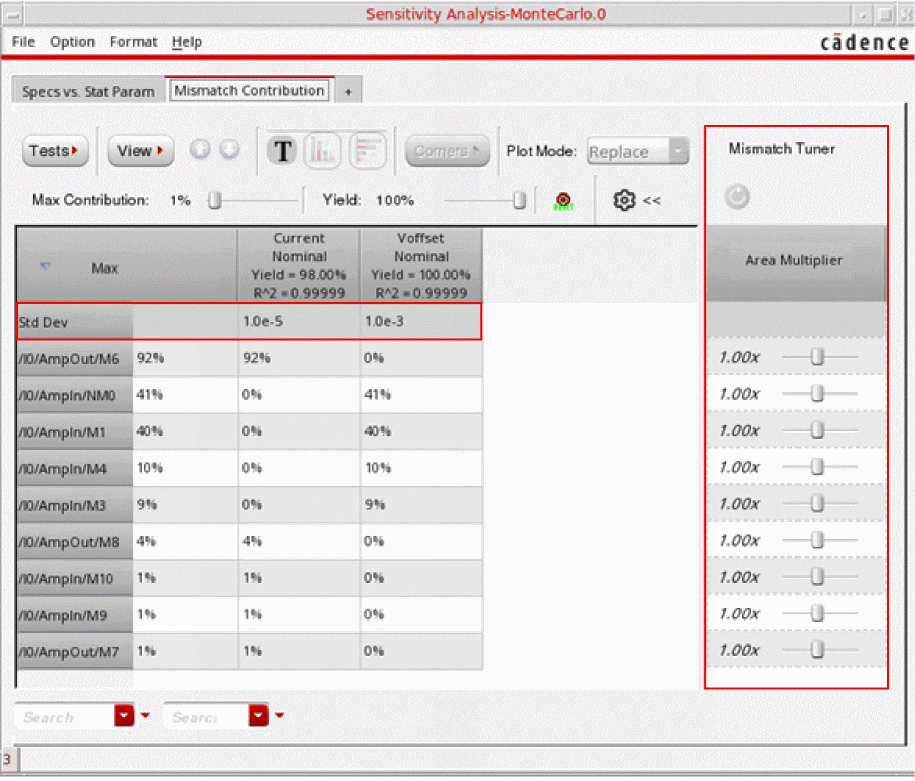 Sensitivity Analysis-MonteCarlo.0
File Option Format Help
cādence
Specs vs. Stat Param Mismatch Contribution +
Tests View T Corners Plot Mode: Replace Mismatch Tuner
Max Contribution: 1% Yield: 100% <<
Max
Current
Nominal
Yield = 98.00%
R^2 = 0.99999
Voffset
Nominal
Yield = 100.00%
R^2 = 0.99999
Area Multiplier
Std Dev 1.0e-5 1.0e-3
/I0/AmpOut/M6 92% 92% 0% 1.00x
/I0/AmpIn/NM0 41% 0% 41% 1.00x
/I0/AmpIn/M1 40% 0% 40% 1.00x
/I0/AmpIn/M4 10% 0% 10% 1.00x
/I0/AmpIn/M3 9% 0% 9% 1.00x
/I0/AmpOut/M8 4% 4% 0% 1.00x
/I0/AmpIn/M10 1% 1% 0% 1.00x
/I0/AmpIn/M9 1% 1% 0% 1.00x
/I0/AmpOut/M7 1% 1% 0% 1.00x
Search Searc
3